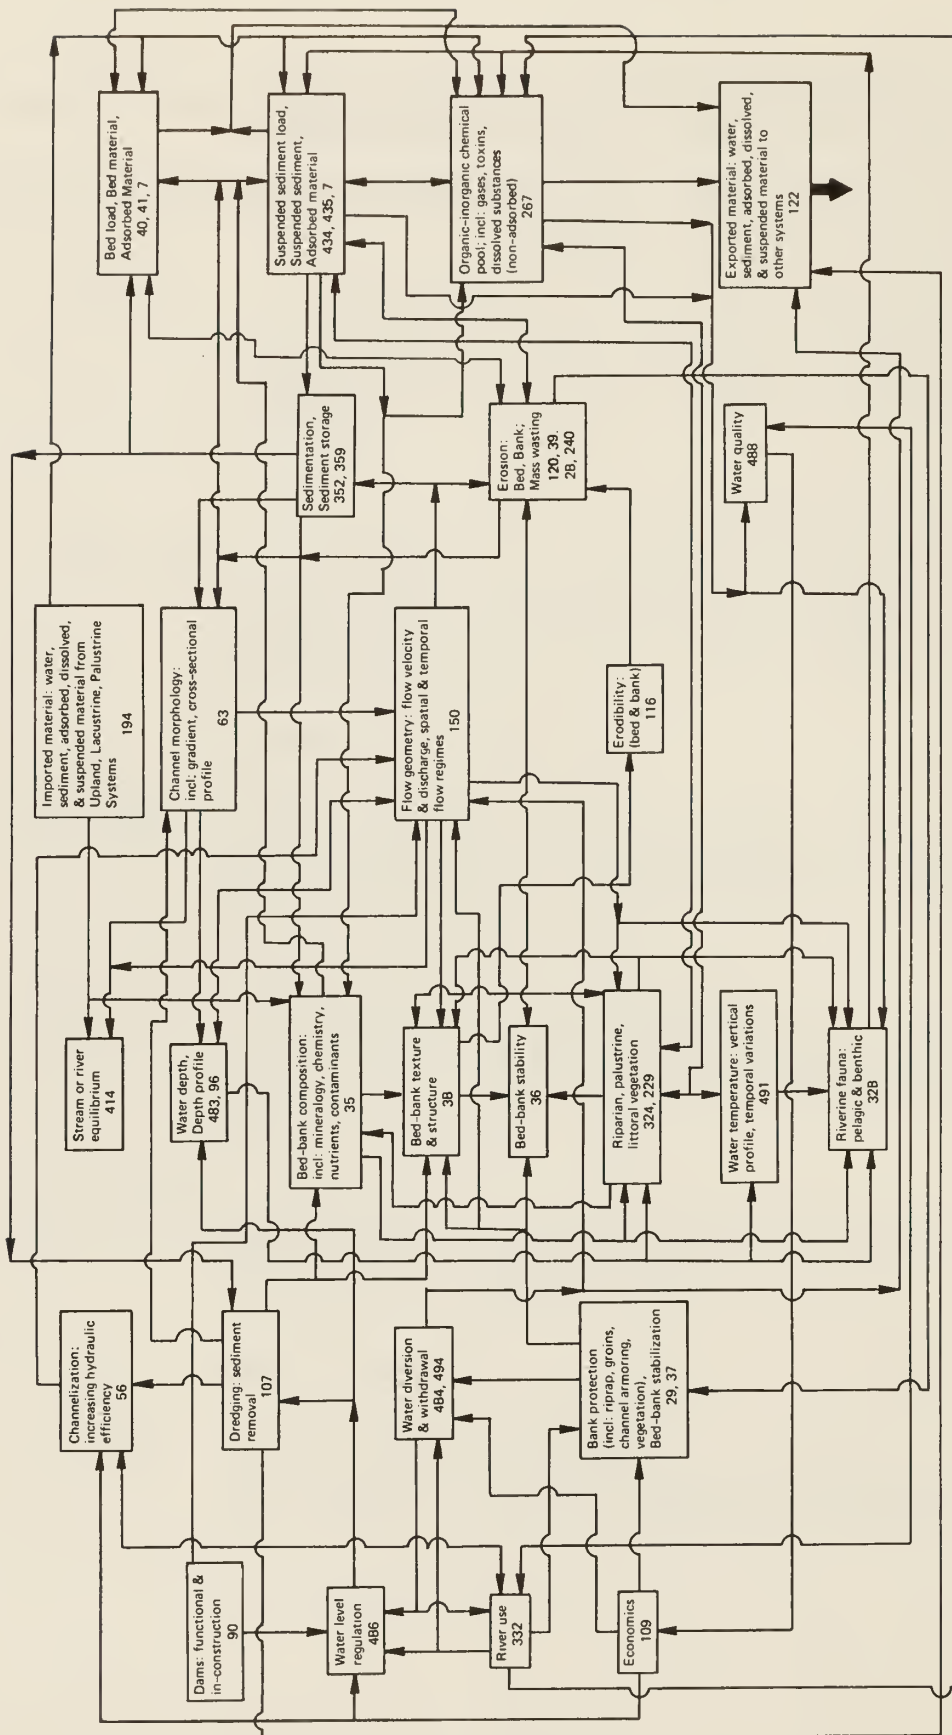 Dams: functional &
in-construction
90
Water level
regulation
4B6
River use
332
Economics
109
Channelization:
increasing hydraulic
efficiency
56
Dredging: sediment
removal
107
Water diversion
& withdrawal
4B4, 494
Bank protection
(incl: riprap, groins,
channel armoring,
vegetation),
Bed-bank stabilization
29, 37
Stream or river
equilibrium
414
Water depth,
Depth profile
483, 96
Bed-bank composition:
incl: mineralogy, chemistry,
nutrients, contaminants
35
Bed-bank texture
& structure
3B
Bed-bank stability
36
Riparian, palustrine,
littoral vegetation
324, 229
Water temperature: vertical
profile, temporal variations
491
Riverine fauna:
pelagic & benthic
32B
Imported material: water,
sediment, adsorbed, dissolved,
& suspended material from
Upland, Lacustrine, Palustrine
Systems
194
Channel morphology:
incl: gradient, cross-sectional
profile
63
Flow geometry: flow velocity
& discharge, spatial & temporal
flow regimes
150
Erodibility:
(bed & bank)
116
Sedimentation,
Sediment storage
352, 359
Erosion:
Bed, Bank;
Mass wasting
120, 39.
2B, 240
Water quality
488
Bed load, Bed material,
Adsorbed Material
40, 41, 7
Suspended sediment load,
Suspended sediment,
Adsorbed material
434, 435, 7
Organic-inorganic chemical
pool; incl: gases, toxins,
dissolved substances
(non-adsorbed)
267
Exported material: water,
sediment, adsorbed, dissolved,
& suspended material to
other systems
122